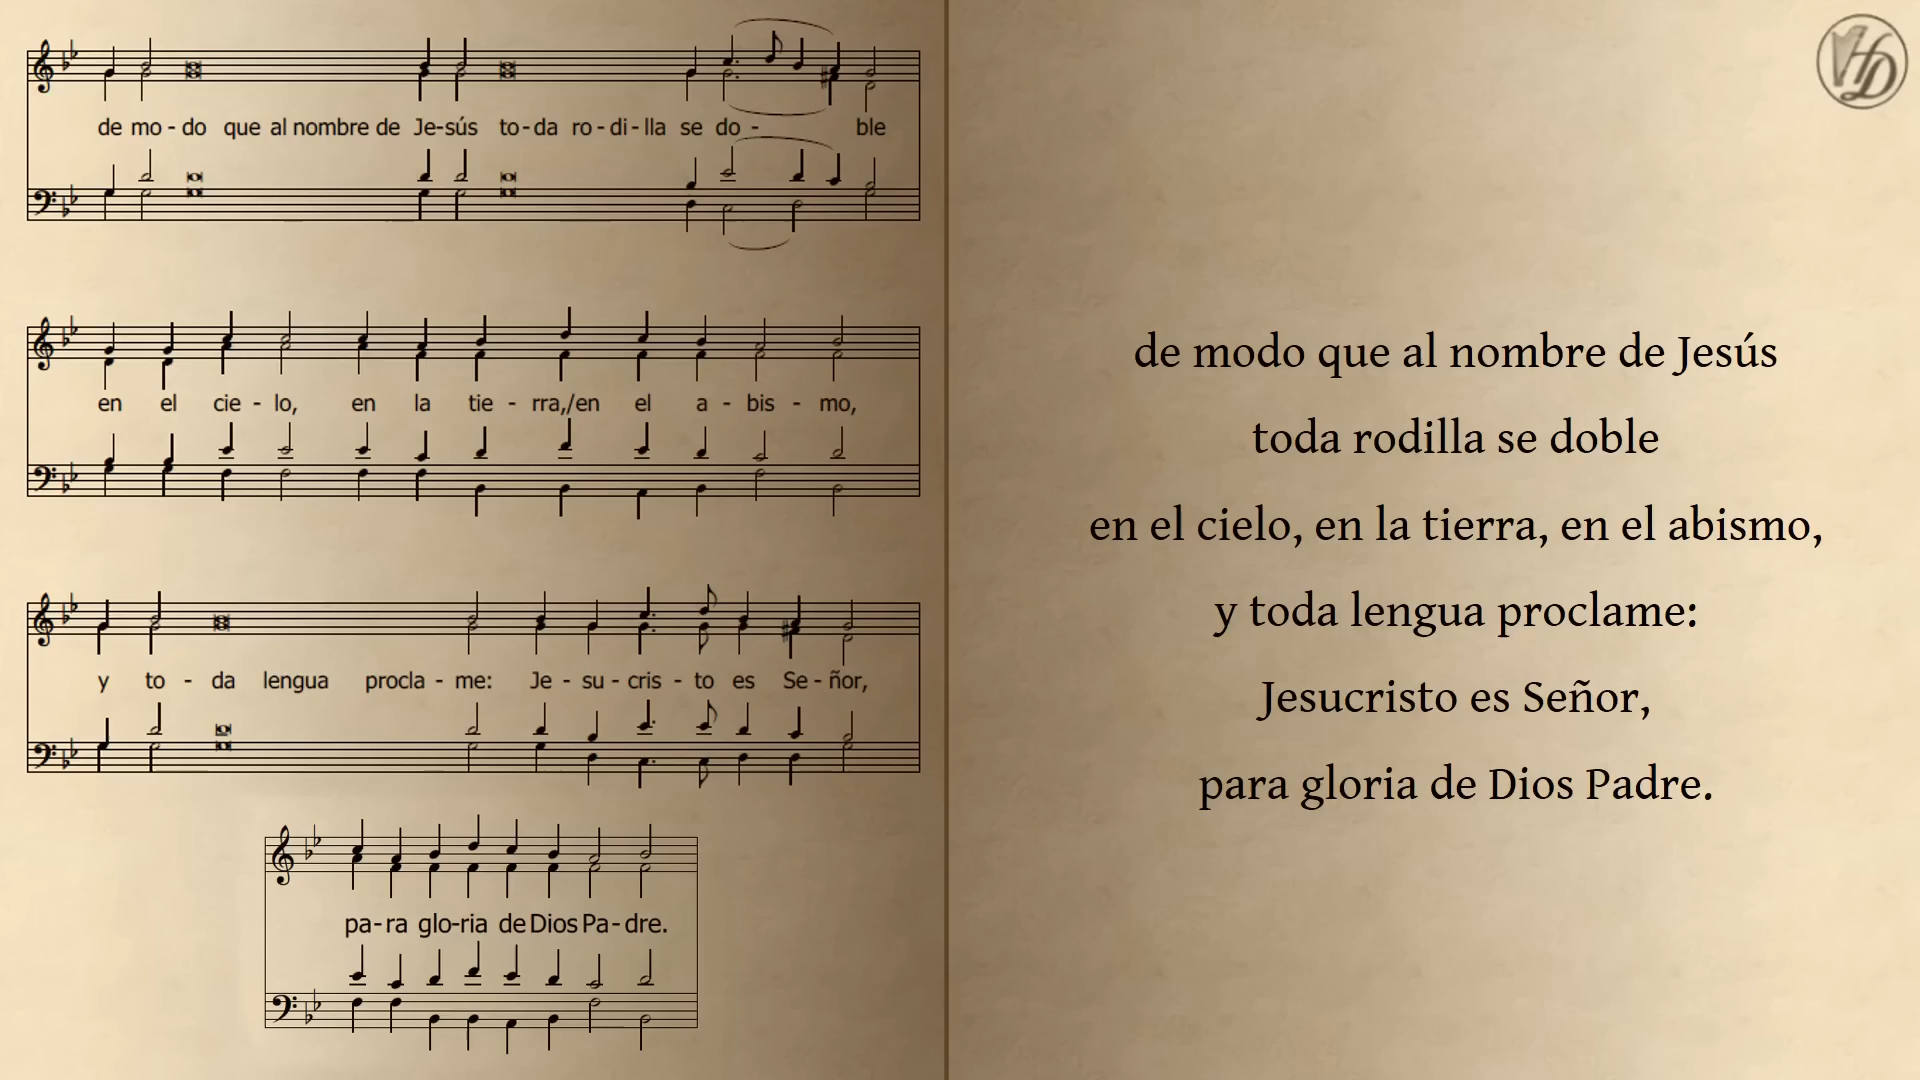 de mo - do que al nombre de Je-sús to-da ro-di-lla se do - ble
en el cie - lo, en la tie - rra,/en el a - bis - mo,
y to - da lengua procla - me: Je - su - cris - to es Se - ñor,
pa-ra glo-ria de Dios Pa-dre.
de modo que al nombre de Jesús
toda rodilla se doble
en el cielo, en la tierra, en el abismo,
y toda lengua proclame:
Jesucristo es Señor,
para gloria de Dios Padre.
HD